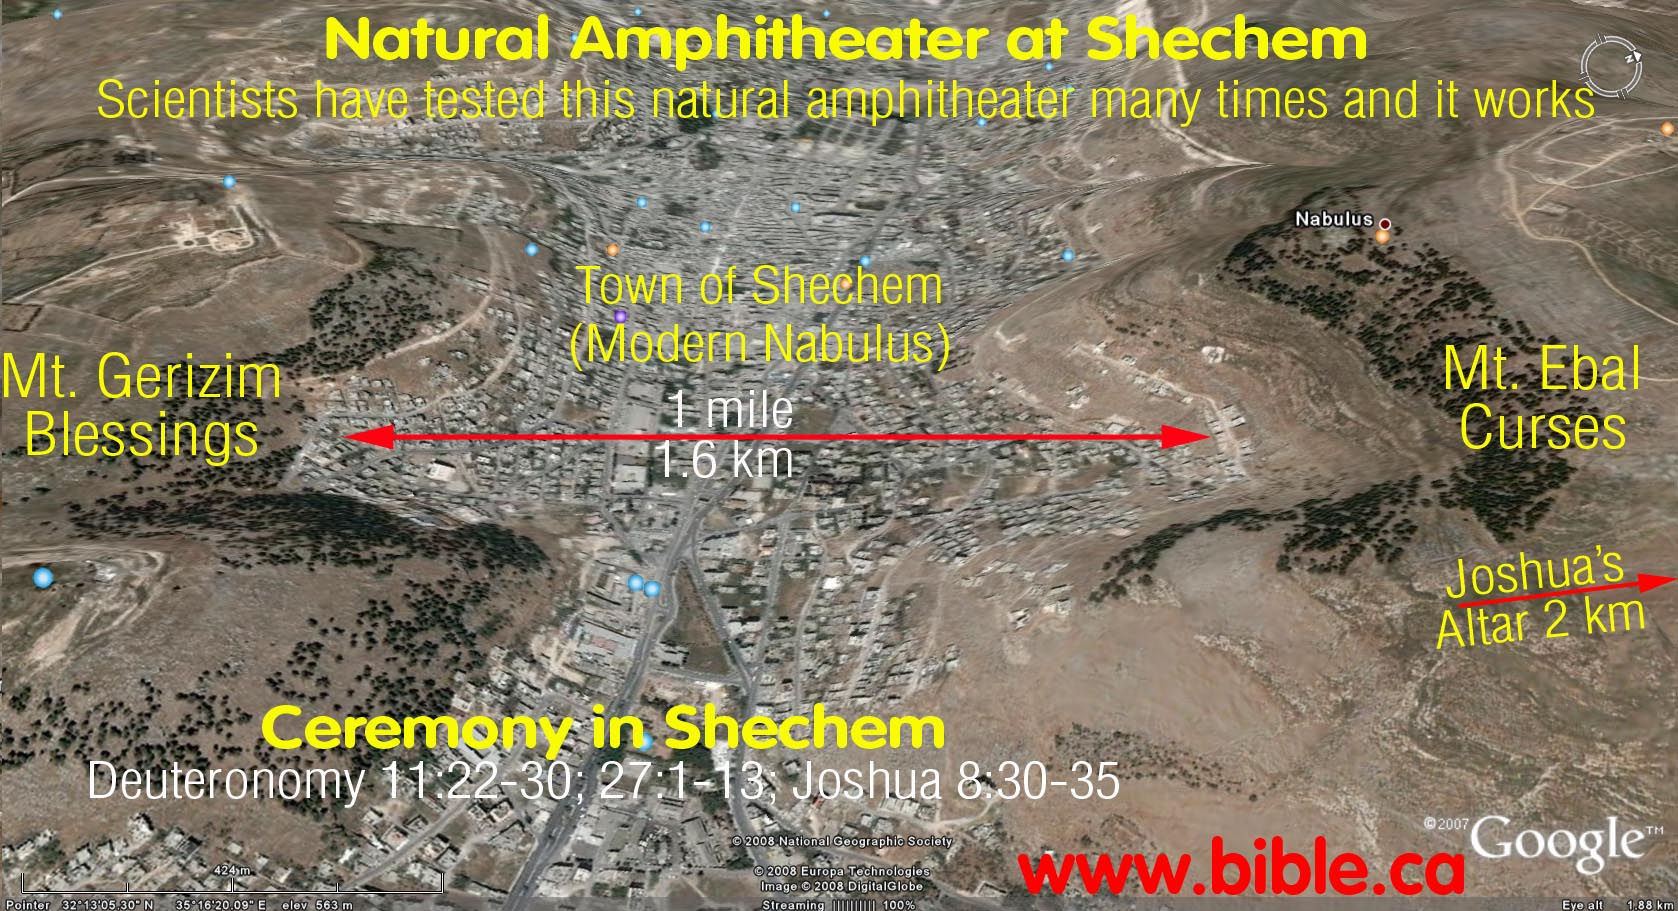 Natural Amphitheater at Shechem
Scientists have tested this natural amphitheater many times and it works
N
Nabulus
Town of Shechem
(Modern Nabulus)
Mt. Gerizim
Blessings
1 mile
1.6 km
Mt. Ebal
Curses
Joshua's
Altar 2 km
Ceremony in Shechem
Deuteronomy 11:22-30; 27:1-13; Joshua 8:30-35
©2007 Google™
© 2008 National Geographic Society
© 2008 Europa Technologies
Image © 2008 DigitalGlobe
www.bible.ca
424 m
Pointer 32°13'05.30" N 35°16'20.09" E elev 563 m
Streaming |||||||||| 100%
Eye alt 1.88 km